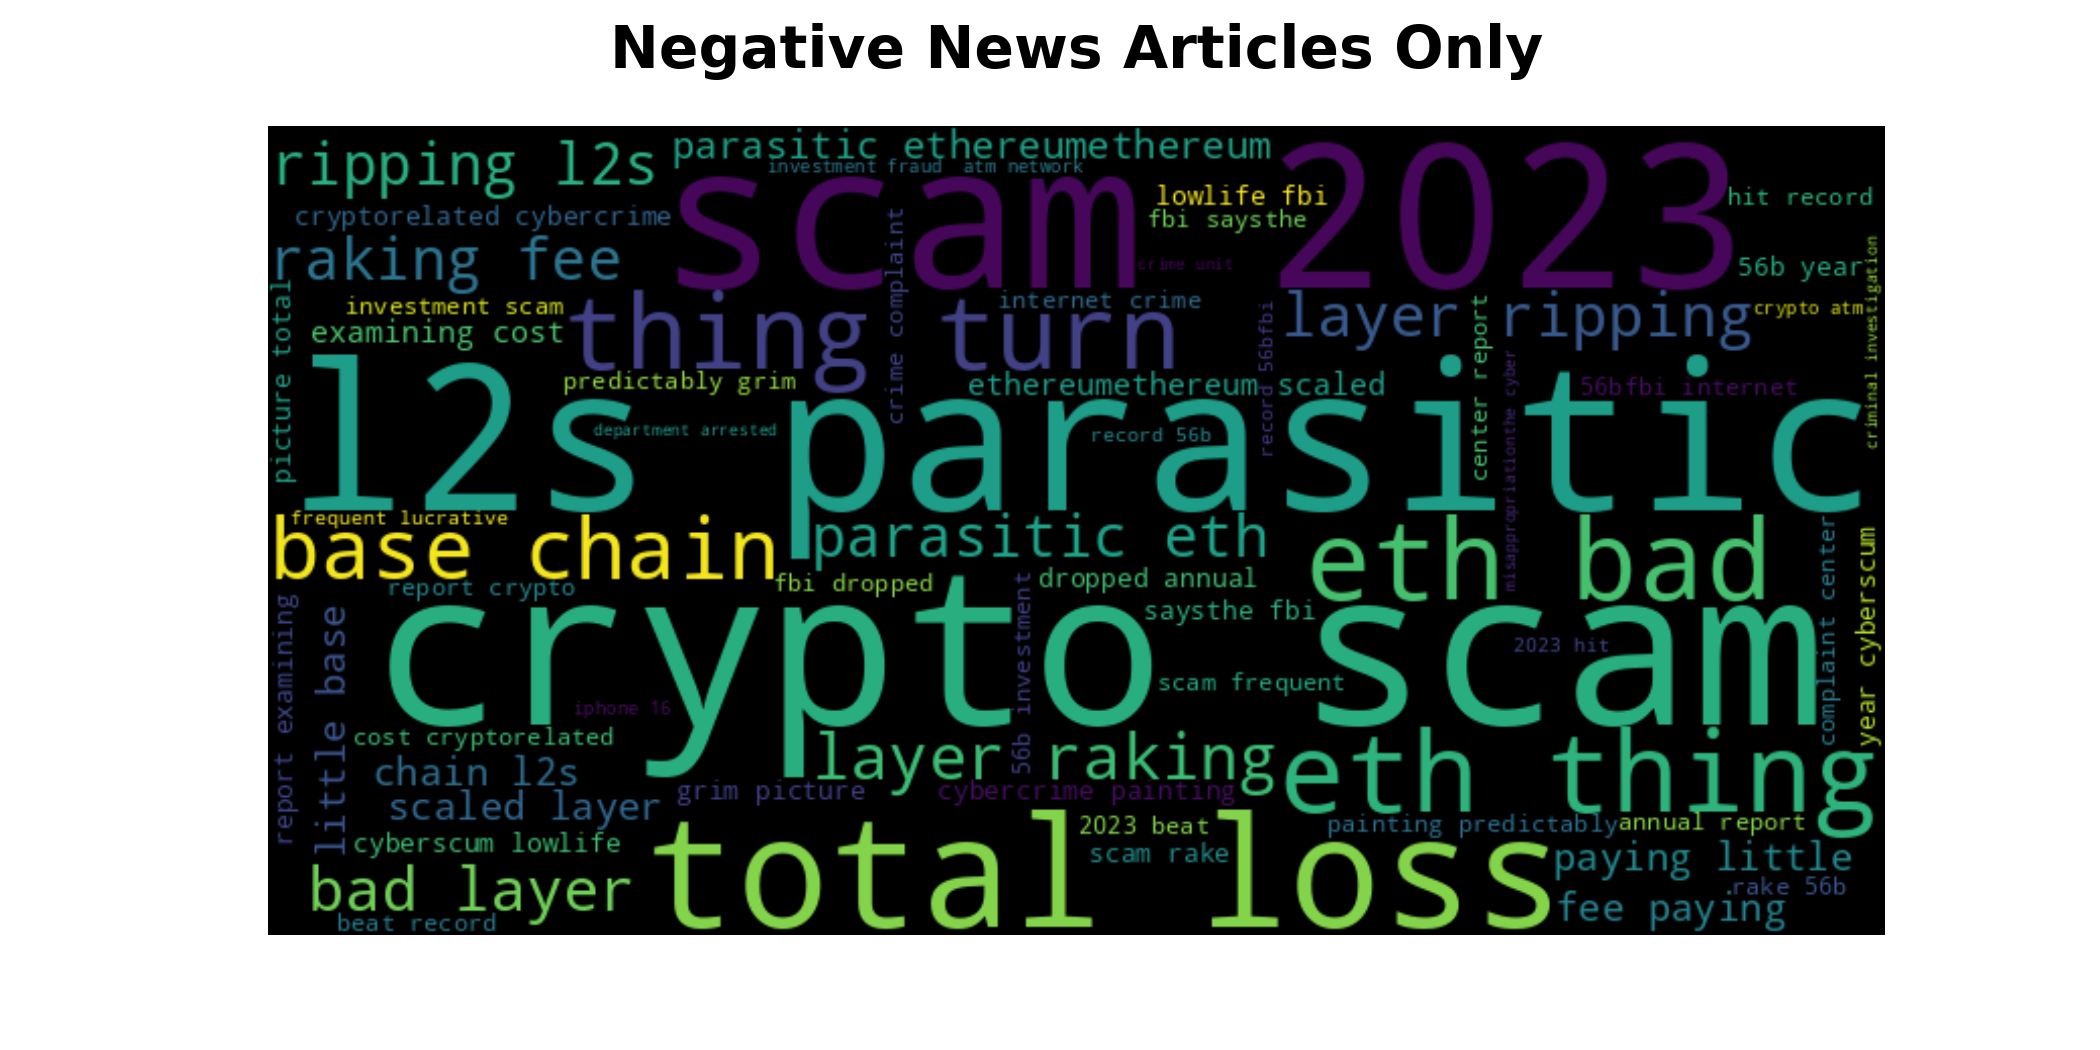 Negative News Articles Only
ripping l2s
parasitic ethereumethereum
investment fraud
atm network
scam 2023
lowlife fbi
hit record
cryptorelated cybercrime
fbi saysthe
raking fee
crime complaint
crime unit
56b year
criminal investigation
picture total
investment scam
thing turn
internet crime
layer ripping
crypto atm
examining cost
record 56bfbi
center report
l2s parasitic
predictably grim
ethereumethereum scaled
misappropriationthe cyber
56bfbi internet
department arrested
record 56b
frequent lucrative
base chain
parasitic eth
eth bad
complaint center
year cyberscum
report crypto
fbi dropped
dropped annual
report examining
little base
crypto scam
56b investment
saysthe fbi
2023 hit
scam frequent
iphone 16
cost cryptorelated
layer raking
eth thing
chain l2s
scaled layer
grim picture
cybercrime painting
total loss
2023 beat
painting predictably
annual report
cyberscum lowlife
scam rake
paying little
bad layer
rake 56b
fee paying
beat record